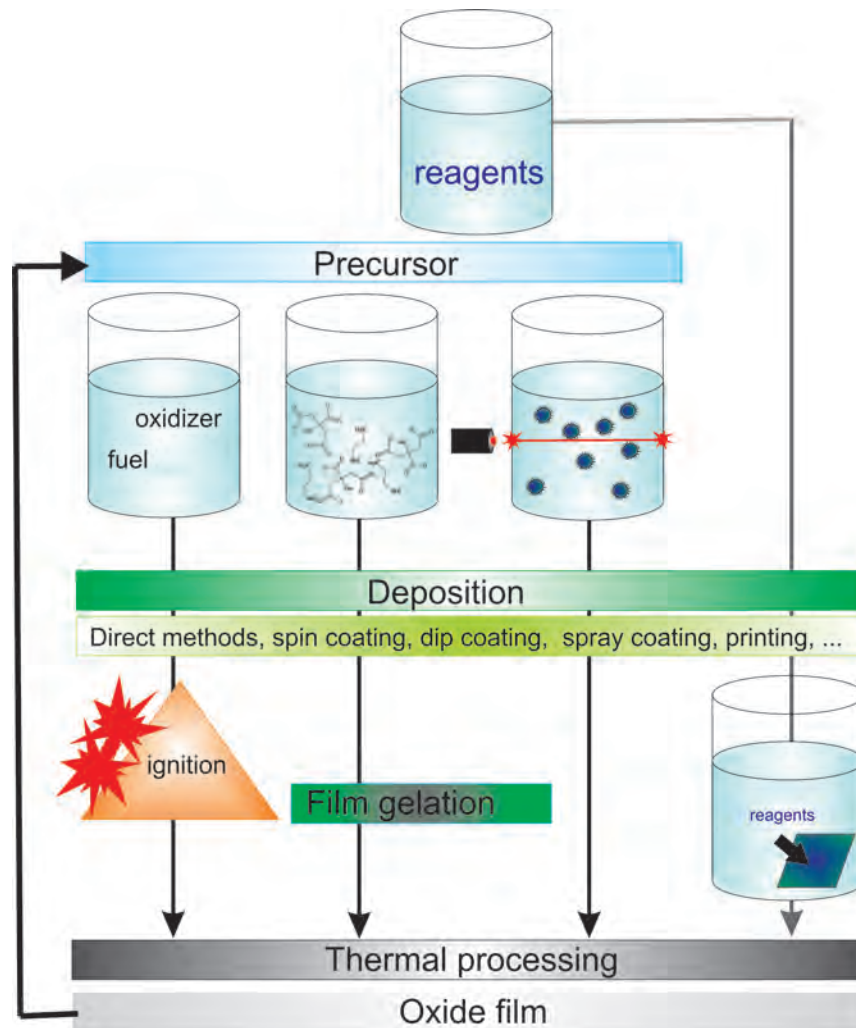 reagents
Precursor
oxidizer
fuel
Deposition
Direct methods, spin coating, dip coating, spray coating, printing, ...
ignition
Film gelation
reagents
Thermal processing
Oxide film